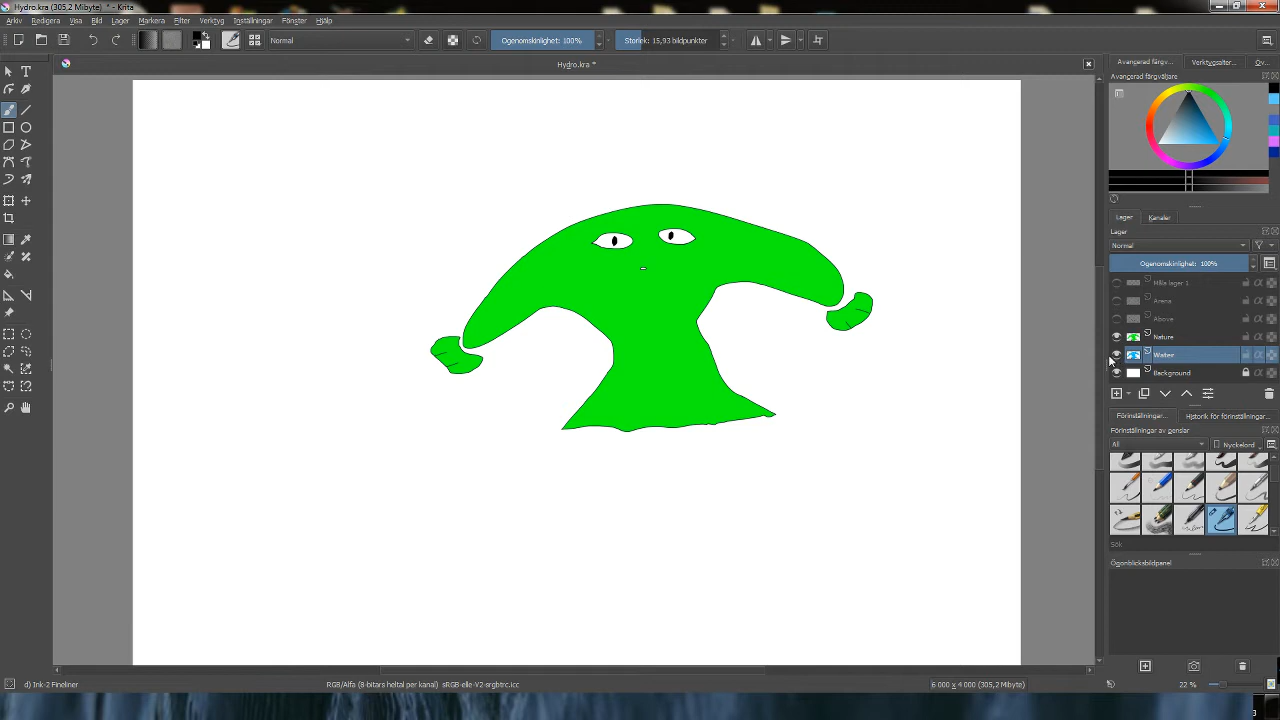 Hydro.kra (305,2 Mibyte) * - Krita
Arkiv Redigera Visa Bild Lager Markera Filter Verktyg Inställningar Fönster Hjälp
Normal Ogenomskinlighet: 100% Storlek: 15,93 bildpunkter
Hydro.kra *
Avancerad färgv... Verktygsalter... Öv...
Avancerad färgväljare
Lager Kanaler
Lager
Normal
Ogenomskinlighet: 100%
Måla lager 1
Arena
Above
Nature
Water
Background
Förinställningar... Historik för förinställningar...
Förinställningar av penslar
All Nyckelord
Sök
Ögonblicksbildpanel
d) Ink-2 Fineliner RGB/Alfa (8-bitars heltal per kanal) sRGB-elle-V2-srgbtrc.icc 6 000 x 4 000 (305,2 Mibyte) 22 %